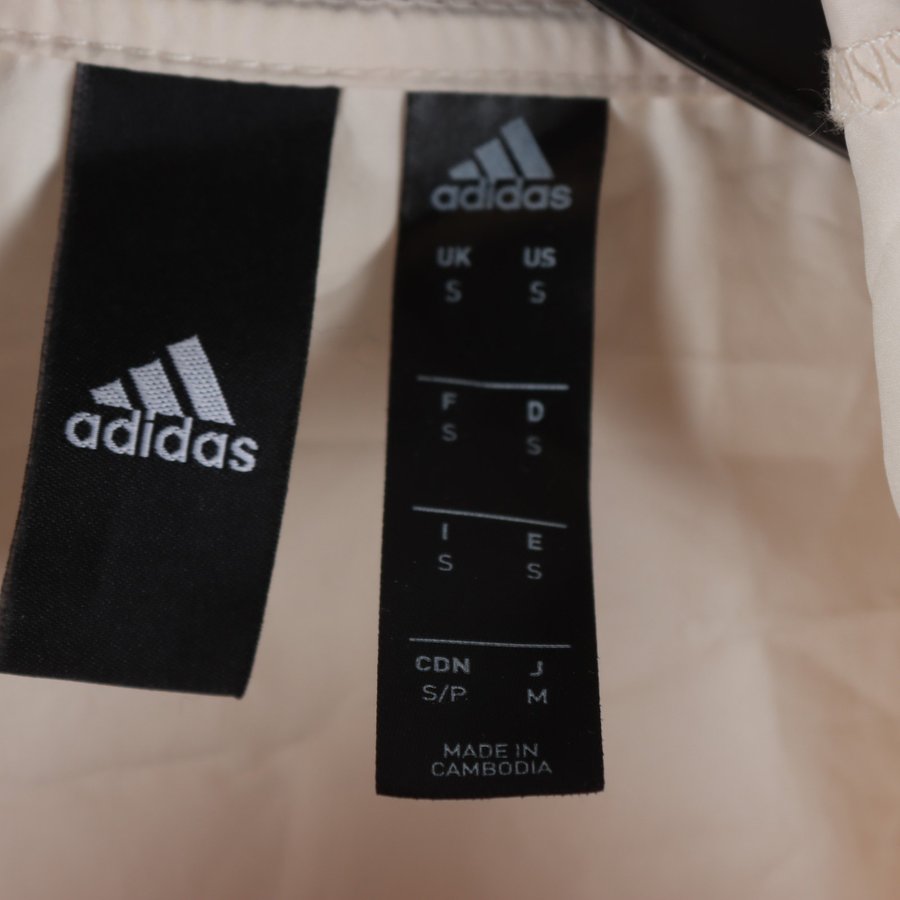 adidas
adidas
UK US
S S
F D
S S
I E
S S
CDN J
S/P M
MADE IN
CAMBODIA